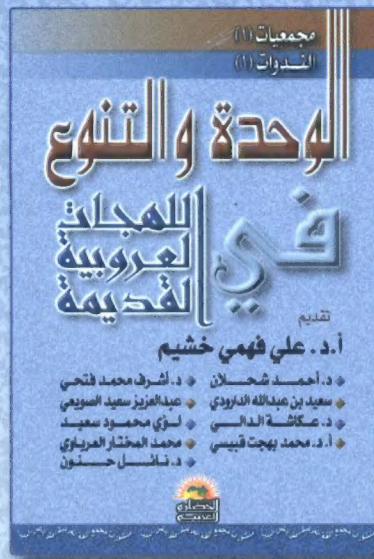 مجمعيات (١)
الندوات (١)
الوحدة والتنوع
في اللهجات
العروبية
القديمة
تقديم
أ.د. علي فهمي خشيم
د. أحمد شحلان
د. أشرف محمد فتحي
سعيد بن عبدالله الدارودي
عبدالعزيز سعيد الصويعي
د. عكاشة الدالي
لؤي محمود سعيد
أ.د. محمد بهجت قبيسي
محمد المختار العرباوي
د. نائل حنون
الحضارة
العربية